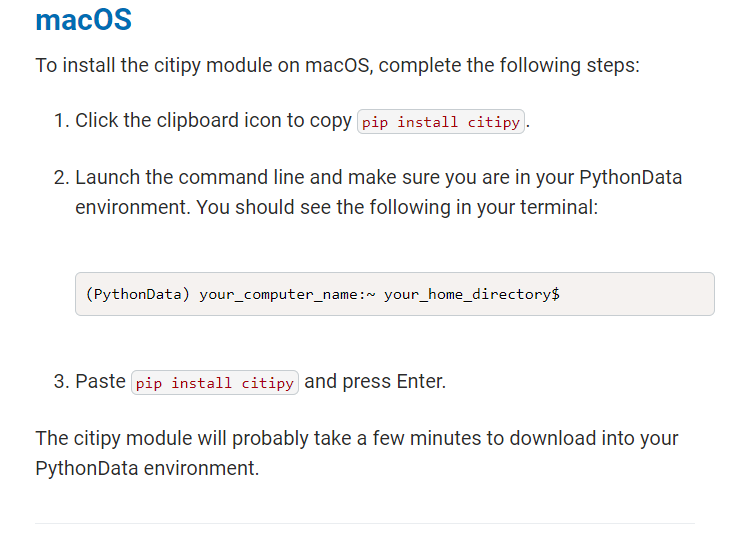 macOS
To install the citipy module on macOS, complete the following steps:
1. Click the clipboard icon to copy pip install citipy.
2. Launch the command line and make sure you are in your PythonData
environment. You should see the following in your terminal:
(PythonData) your_computer_name:~ your_home_directory$
3. Paste pip install citipy and press Enter.
The citipy module will probably take a few minutes to download into your
PythonData environment.